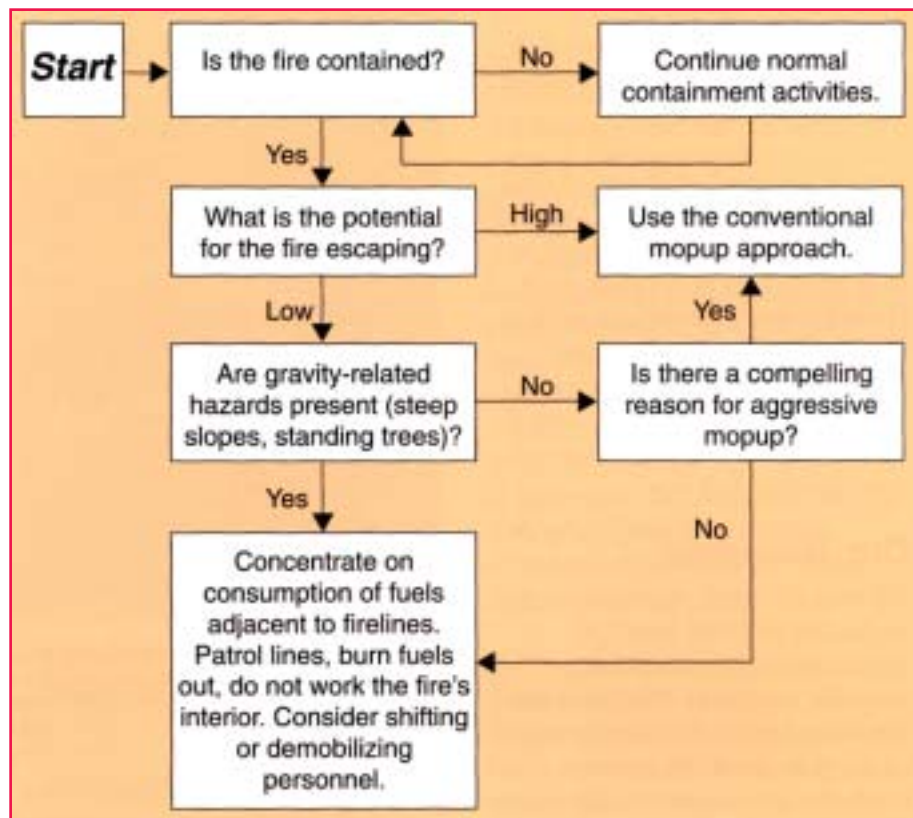 Start
Is the fire contained?
No
Continue normal
containment activities.
Yes
What is the potential
for the fire escaping?
High
Use the conventional
mopup approach.
Low
Yes
Are gravity-related
hazards present (steep
slopes, standing trees)?
No
Is there a compelling
reason for aggressive
mopup?
Yes
No
Concentrate on
consumption of fuels
adjacent to firelines.
Patrol lines, burn fuels
out, do not work the fire's
interior. Consider shifting
or demobilizing
personnel.